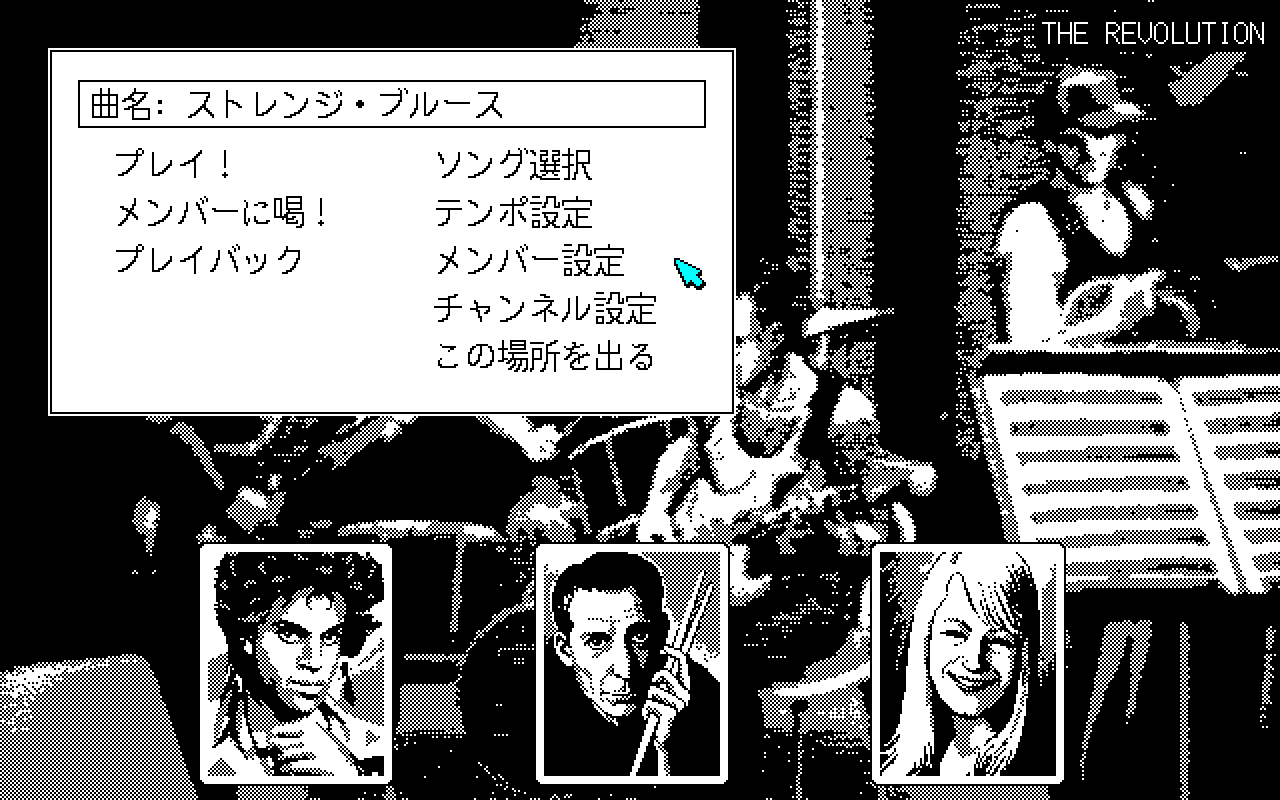 THE REVOLUTION
曲名: ストレンジ・ブルース
プレイ!
メンバーに喝!
プレイバック
ソング選択
テンポ設定
メンバー設定
チャンネル設定
この場所を出る